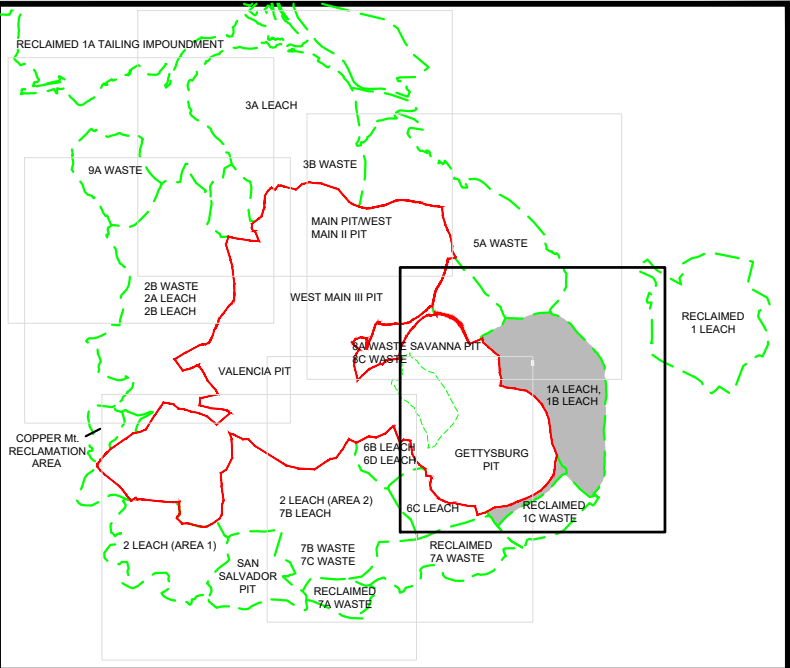 RECLAIMED 1A TAILING IMPOUNDMENT
3A LEACH
3B WASTE
9A WASTE
MAIN PIT/WEST
MAIN II PIT
5A WASTE
2B WASTE
2A LEACH
2B LEACH
WEST MAIN III PIT
RECLAIMED
1 LEACH
8A WASTE
8C WASTE
SAVANNA PIT
VALENCIA PIT
1A LEACH,
1B LEACH
COPPER Mt.
RECLAMATION
AREA
6B LEACH
6D LEACH
GETTYSBURG
PIT
2 LEACH (AREA 2)
7B LEACH
6C LEACH
RECLAIMED
1C WASTE
2 LEACH (AREA 1)
7B WASTE
7C WASTE
RECLAIMED
7A WASTE
SAN
SALVADOR
PIT
RECLAIMED
7A WASTE